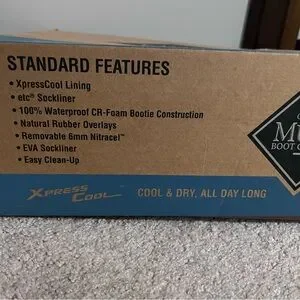 STANDARD FEATURES
• XpressCool Lining
• etc® Sockliner
• 100% Waterproof CR-Foam Bootie Construction
• Natural Rubber Overlays
• Removable 6mm Nitracel™
• EVA Sockliner
• Easy Clean-Up
BOOT
XPRESS COOL
COOL & DRY, ALL DAY LONG